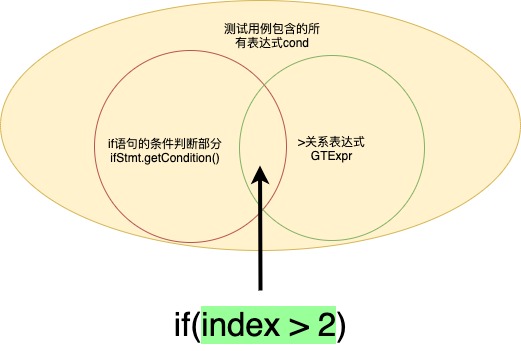 测试用例包含的所
有表达式cond
if语句的条件判断部分
ifStmt.getCondition()
>关系表达式
GTExpr
if(index > 2)